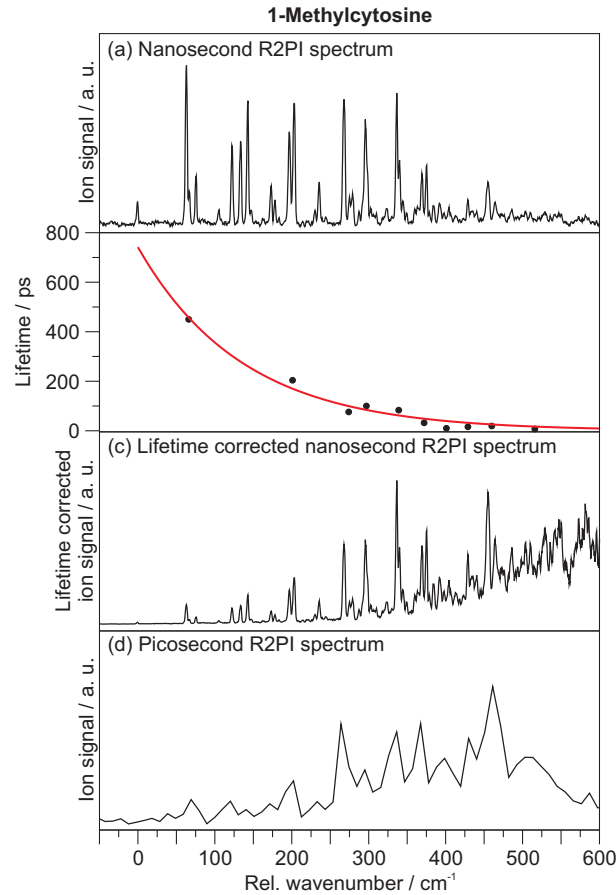 1-Methylcytosine
(a) Nanosecond R2PI spectrum
Ion signal / a. u.
800
600
400
200
0
Lifetime / ps
(c) Lifetime corrected nanosecond R2PI spectrum
Lifetime corrected
ion signal / a. u.
(d) Picosecond R2PI spectrum
Ion signal / a. u.
0 100 200 300 400 500 600
Rel. wavenumber / cm⁻¹